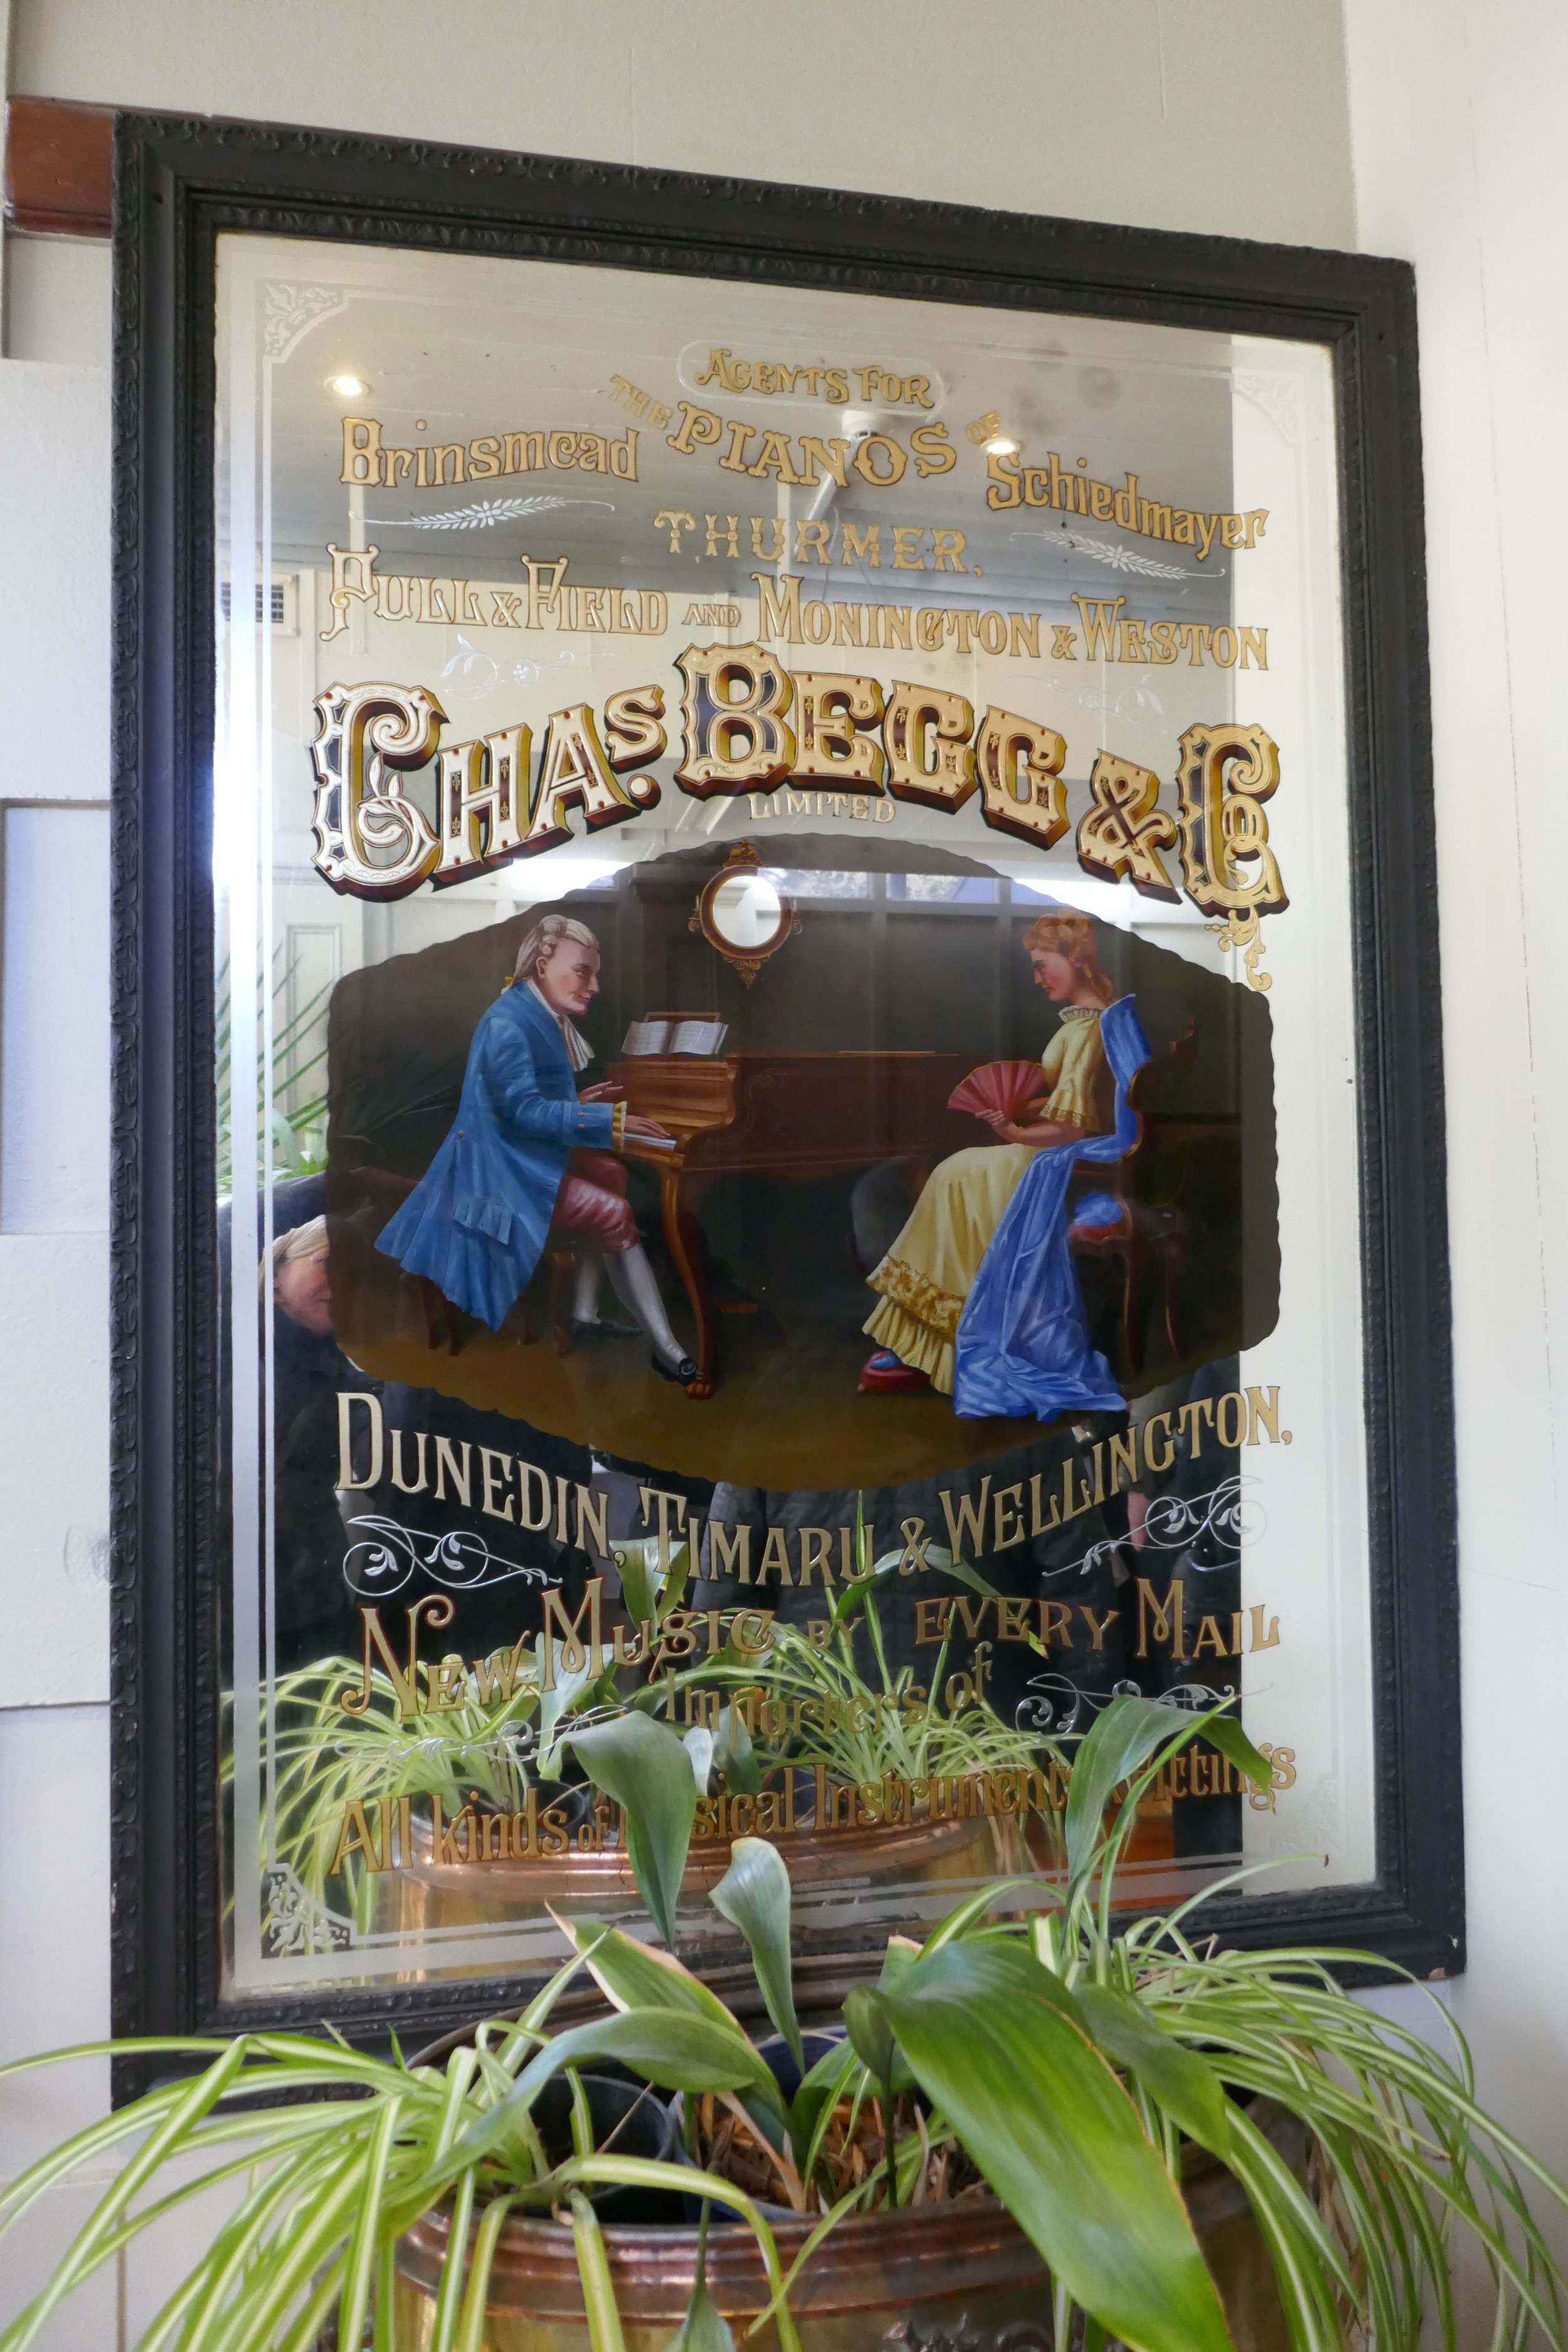 AGENTS FOR
THE PIANOS OF
Brinsmead Schiedmayer
THURMER,
PULL & FIELD AND MONINGTON & WESTON
CHAS. BEGG & CO
LIMITED
DUNEDIN, TIMARU & WELLINGTON,
NEW MUSIC BY EVERY MAIL
Importers of
All kinds of Musical Instruments & Fittings